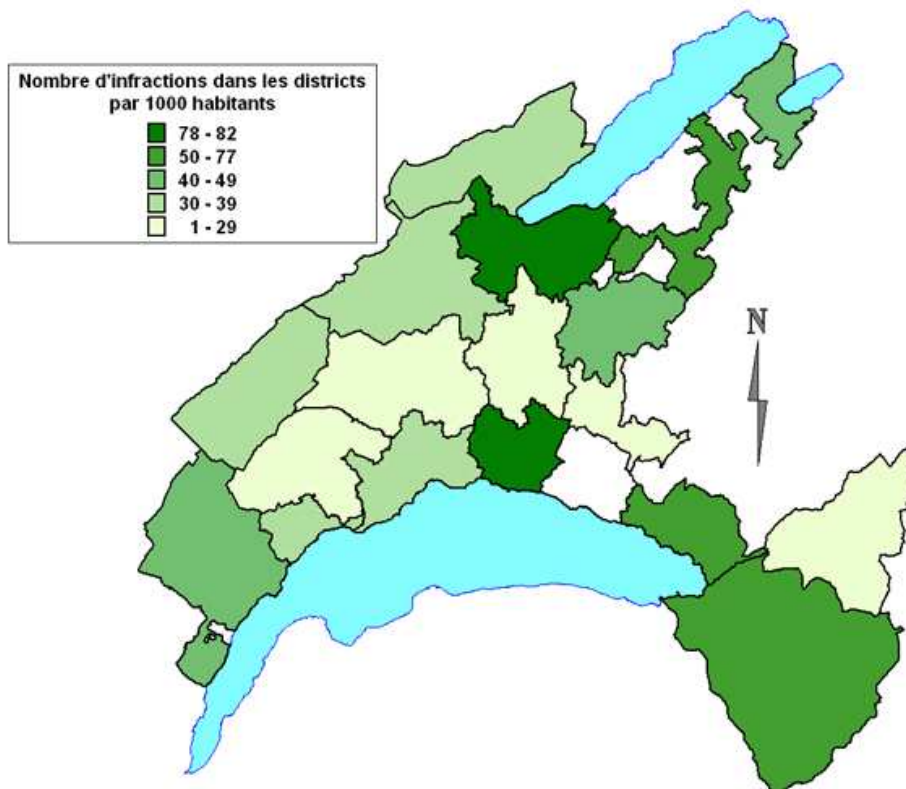 Nombre d'infractions dans les districts
par 1000 habitants
78 - 82
50 - 77
40 - 49
30 - 39
1 - 29
N